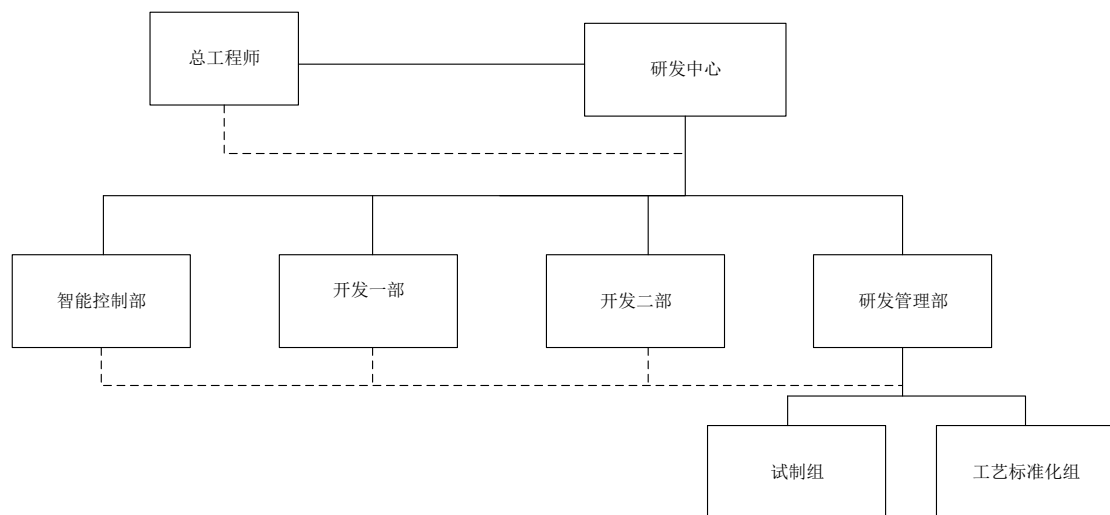 总工程师
研发中心
智能控制部
开发一部
开发二部
研发管理部
试制组
工艺标准化组